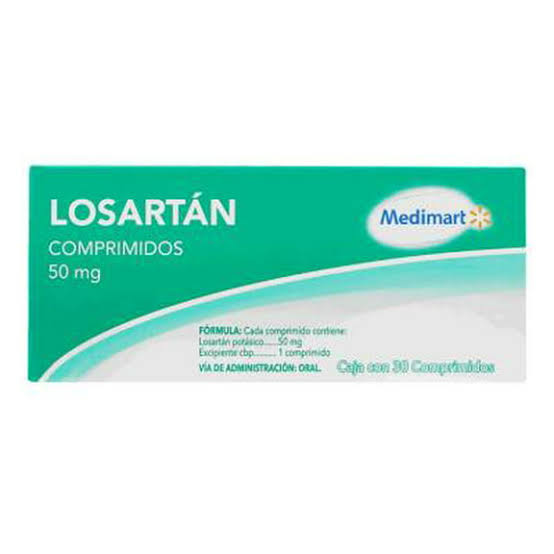 LOSARTÁN
COMPRIMIDOS
50 mg
Medimart
FÓRMULA: Cada comprimido contiene:
Losartán potásico......50 mg
Excipiente cbp.......... 1 comprimido
VÍA DE ADMINISTRACIÓN: ORAL.
Caja con 30 Comprimidos